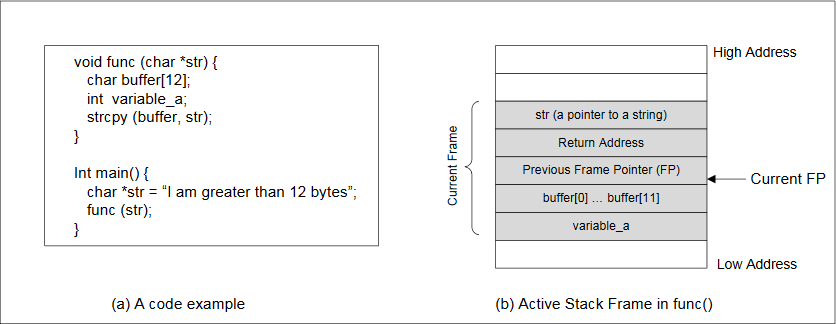 void func (char *str) {
char buffer[12];
int variable_a;
strcpy (buffer, str);
}
Int main() {
char *str = “I am greater than 12 bytes”;
func (str);
}
(a) A code example
High Address
Current Frame
str (a pointer to a string)
Return Address
Previous Frame Pointer (FP)
Current FP
buffer[0] … buffer[11]
variable_a
Low Address
(b) Active Stack Frame in func()